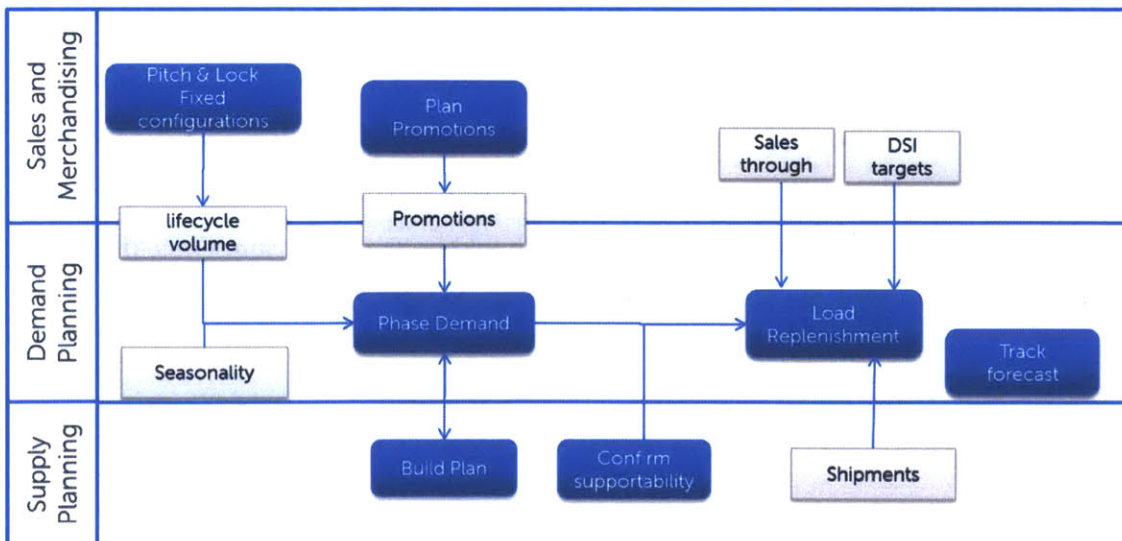 Sales and
Merchandising
Pitch & Lock
Fixed
configurations
Plan
Promotions
Sales
through
DSI
targets
lifecycle
volume
Promotions
Demand
Planning
Phase Demand
Load
Replenishment
Seasonality
Track
forecast
Supply
Planning
Build Plan
Confirm
supportability
Shipments